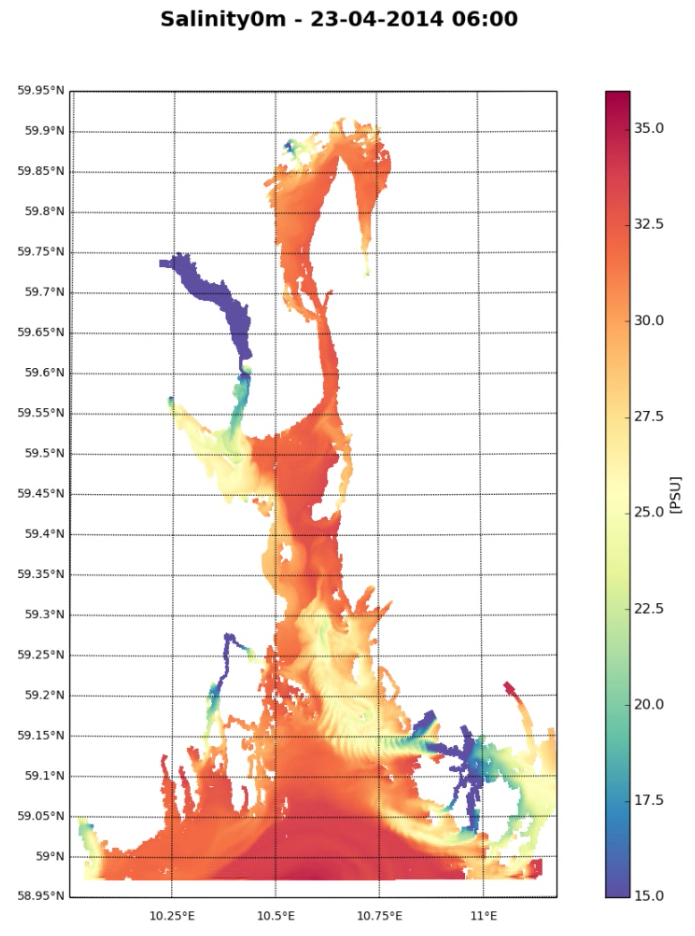 Salinity0m - 23-04-2014 06:00
59.95°N
59.9°N
59.85°N
59.8°N
59.75°N
59.7°N
59.65°N
59.6°N
59.55°N
59.5°N
59.45°N
59.4°N
59.35°N
59.3°N
59.25°N
59.2°N
59.15°N
59.1°N
59.05°N
59°N
58.95°N
10.25°E 10.5°E 10.75°E 11°E
35.0
32.5
30.0
27.5
25.0
22.5
20.0
17.5
15.0
[PSU]